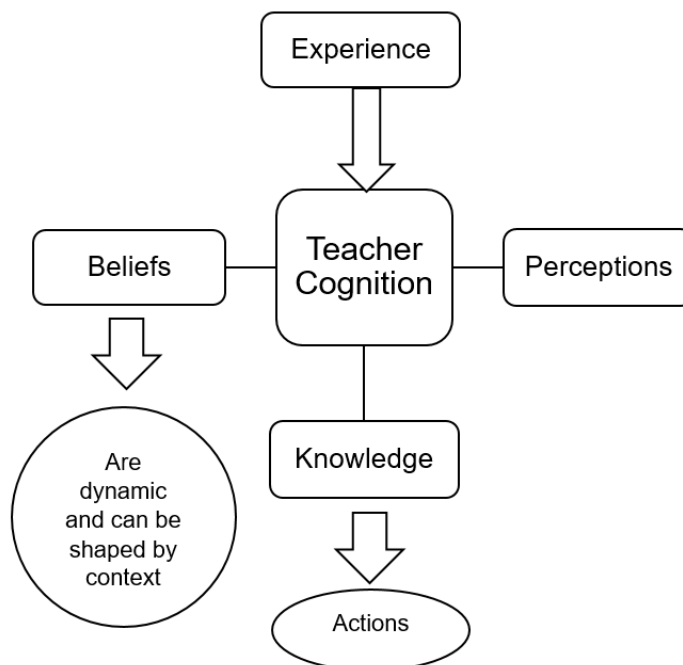 Experience
Beliefs
Teacher
Cognition
Perceptions
Knowledge
Are
dynamic
and can be
shaped by
context
Actions